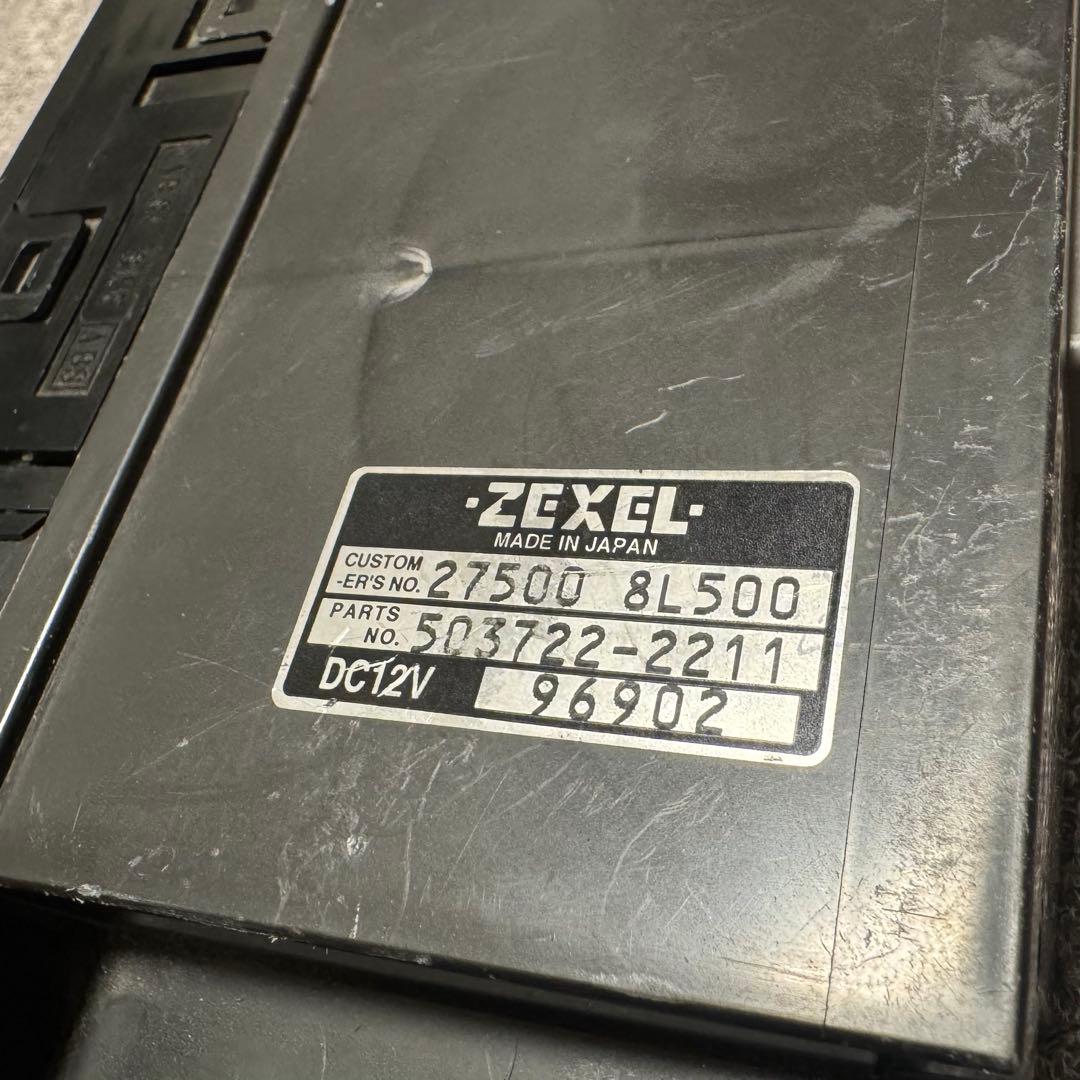 ·ZEXEL·
MADE IN JAPAN
CUSTOM
-ER'S NO. 27500 8L500
PARTS
NO. 503722-2211
DC12V 96902